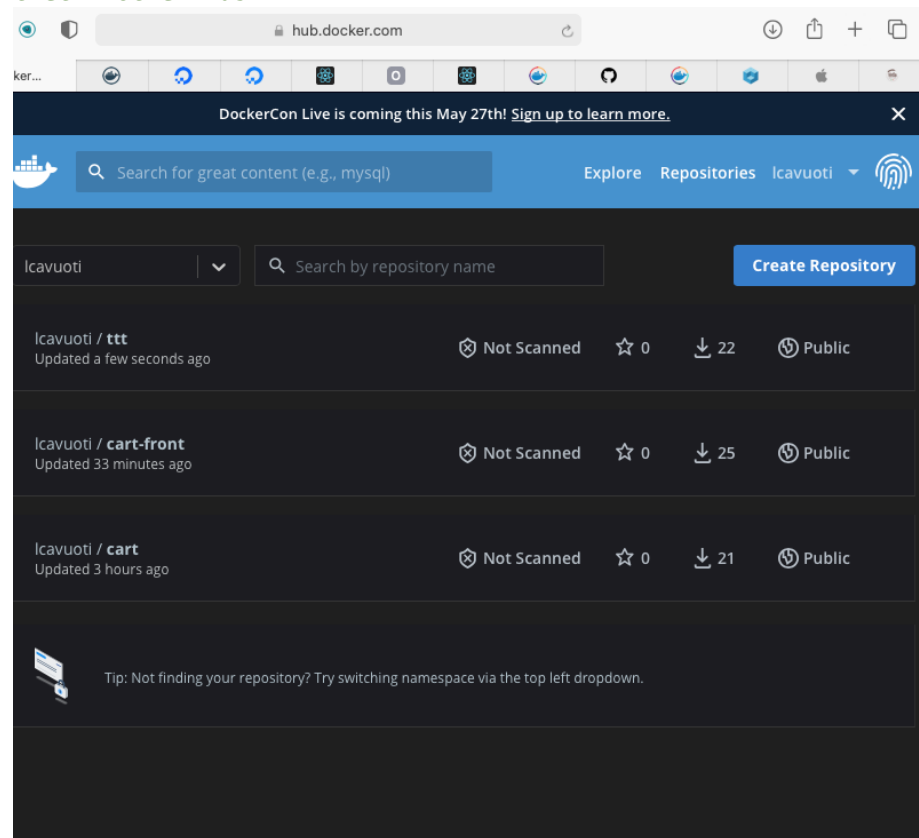 hub.docker.com
ker...
DockerCon Live is coming this May 27th! Sign up to learn more.
Search for great content (e.g., mysql)
Explore
Repositories
lcavuoti
lcavuoti
Search by repository name
Create Repository
lcavuoti / ttt
Updated a few seconds ago
Not Scanned
0
22
Public
lcavuoti / cart-front
Updated 33 minutes ago
Not Scanned
0
25
Public
lcavuoti / cart
Updated 3 hours ago
Not Scanned
0
21
Public
Tip: Not finding your repository? Try switching namespace via the top left dropdown.